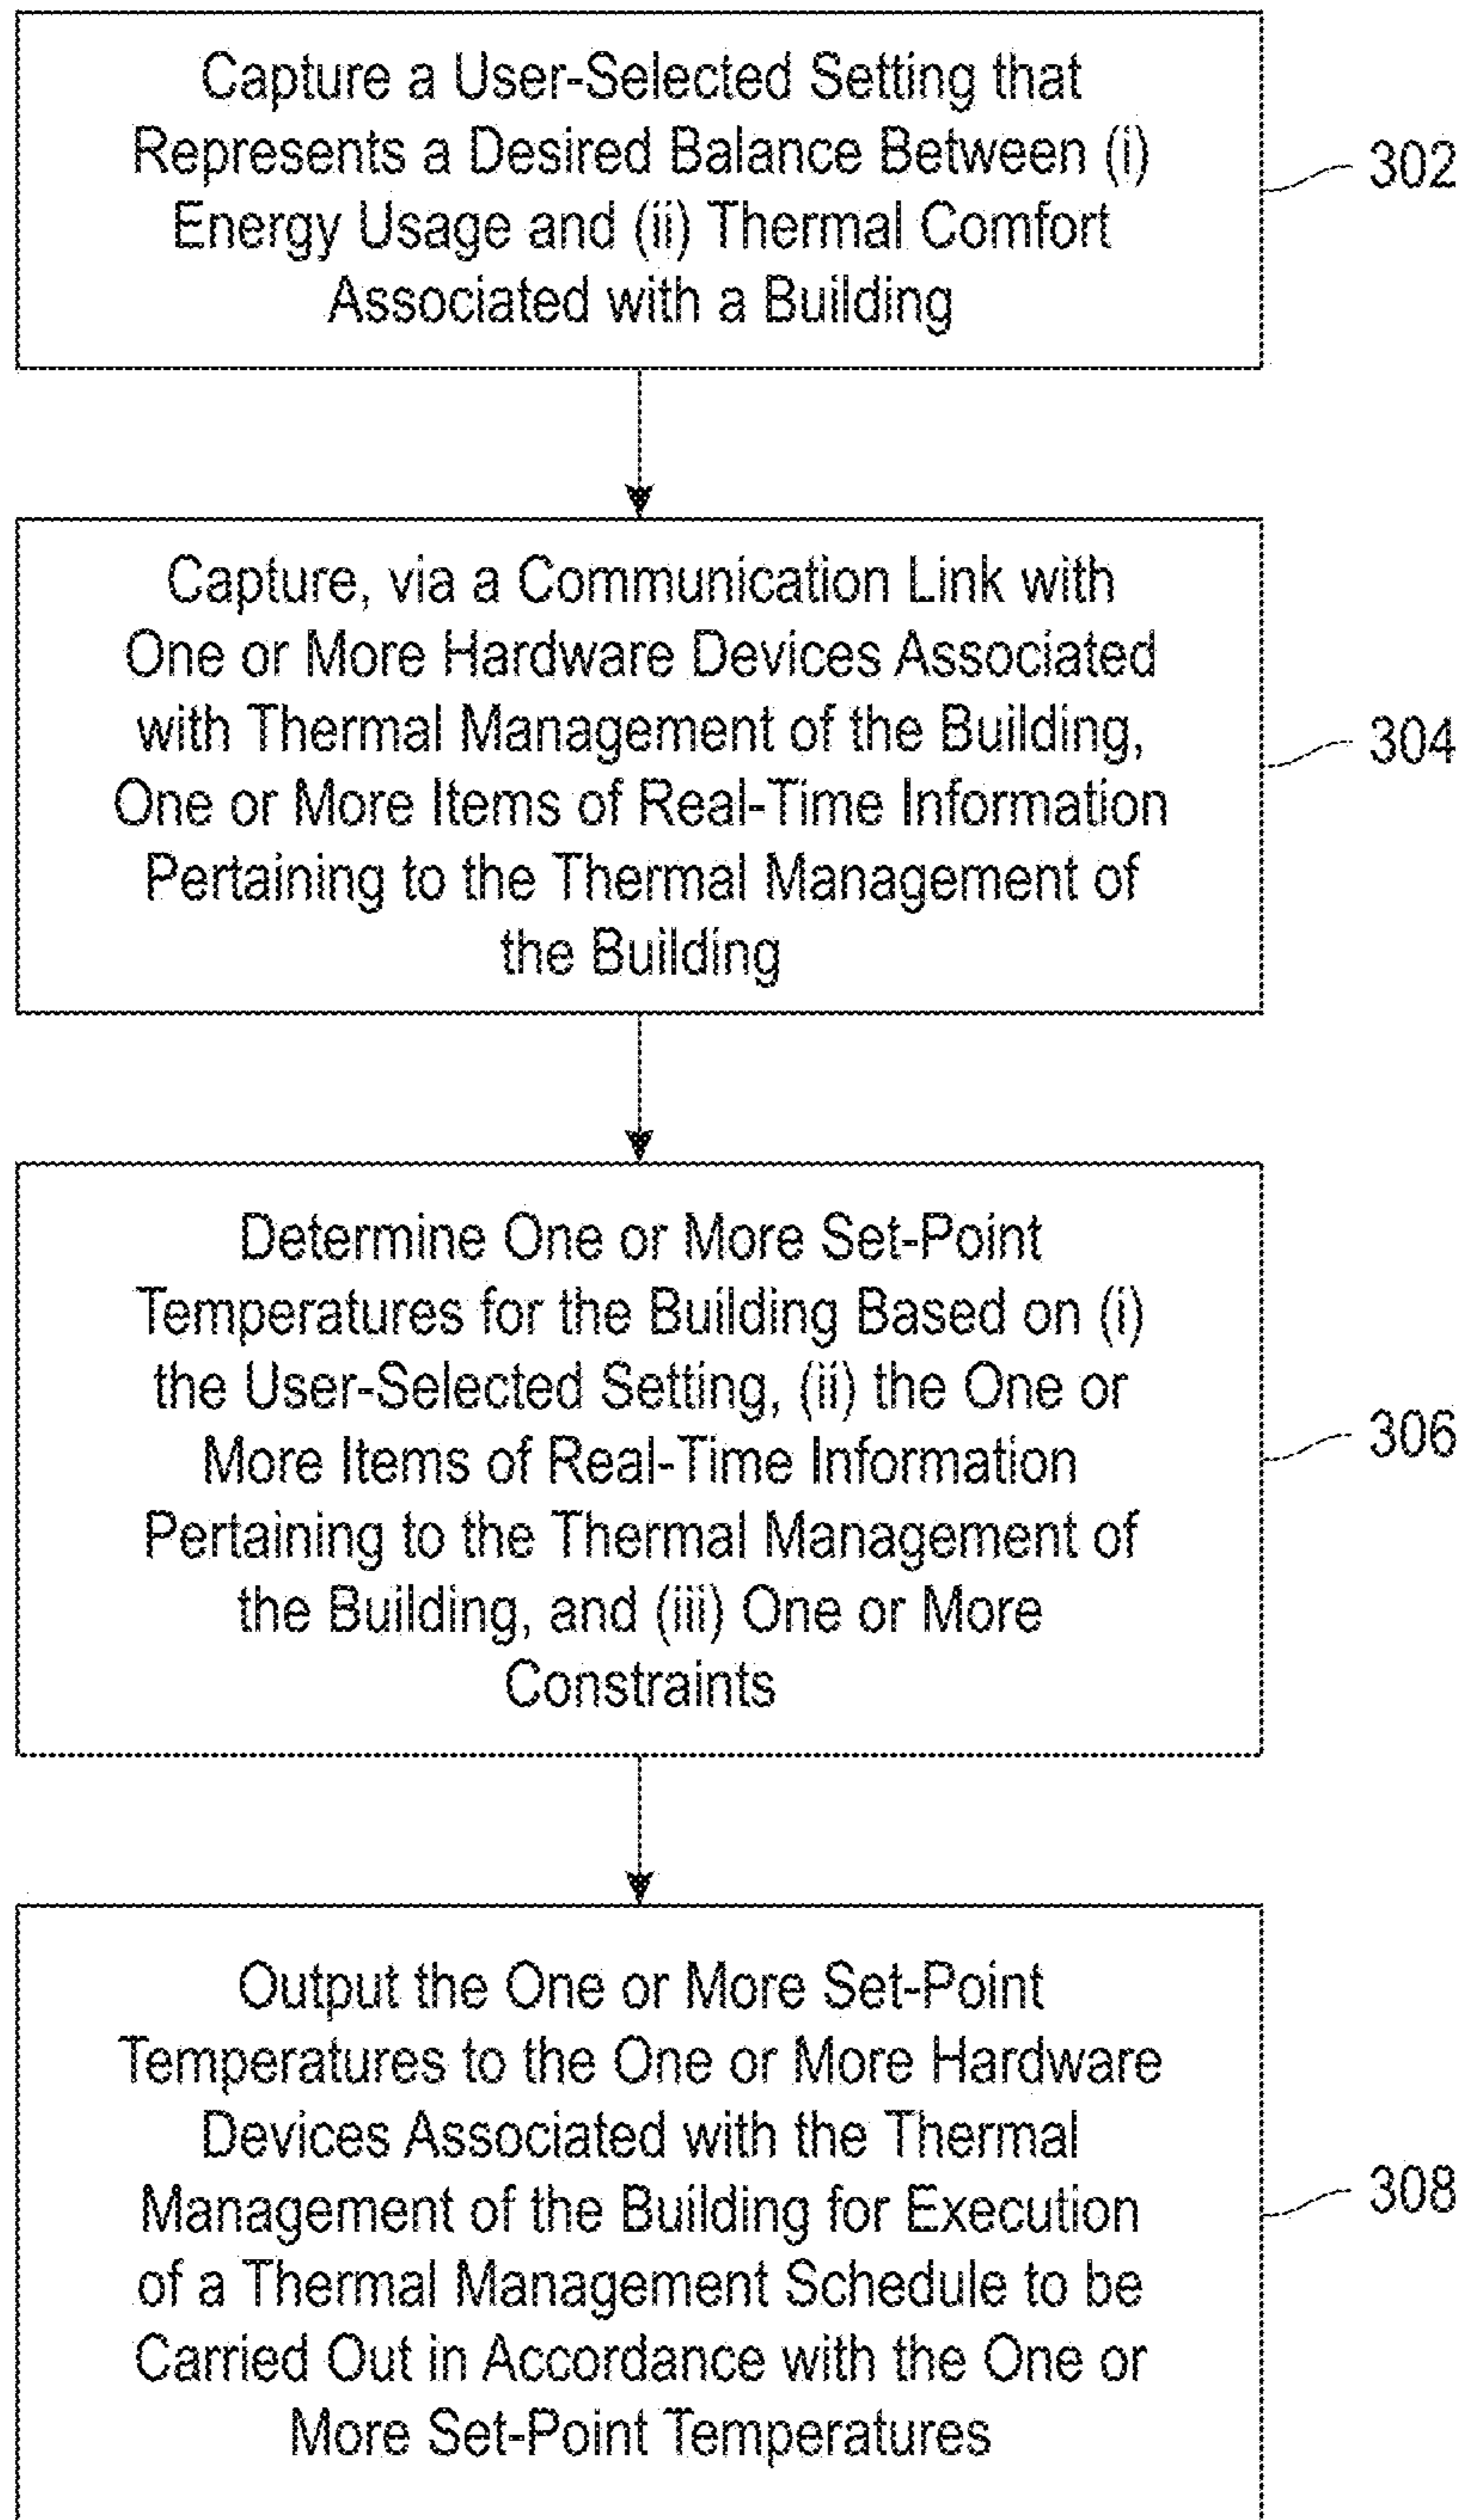 Capture a User-Selected Setting that
Represents a Desired Balance Between (i)
Energy Usage and (ii) Thermal Comfort
Associated with a Building
302
Capture, via a Communication Link with
One or More Hardware Devices Associated
with Thermal Management of the Building,
One or More Items of Real-Time Information
Pertaining to the Thermal Management of
the Building
304
Determine One or More Set-Point
Temperatures for the Building Based on (i)
the User-Selected Setting, (ii) the One or
More Items of Real-Time Information
Pertaining to the Thermal Management of
the Building, and (iii) One or More
Constraints
306
Output the One or More Set-Point
Temperatures to the One or More Hardware
Devices Associated with the Thermal
Management of the Building for Execution
of a Thermal Management Schedule to be
Carried Out in Accordance with the One or
More Set-Point Temperatures
308